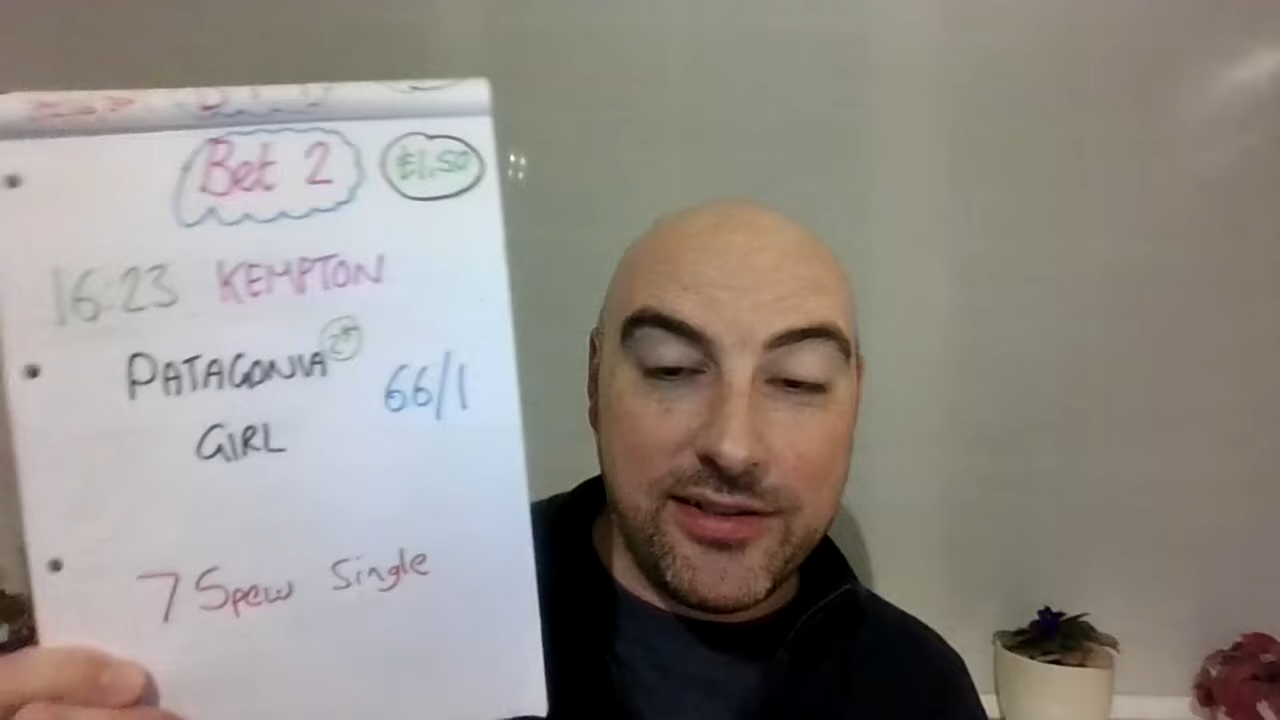 Bet 2 £1.50
16:23 KEMPTON
PATAGONIA 66/1
GIRL
7 Spew Single